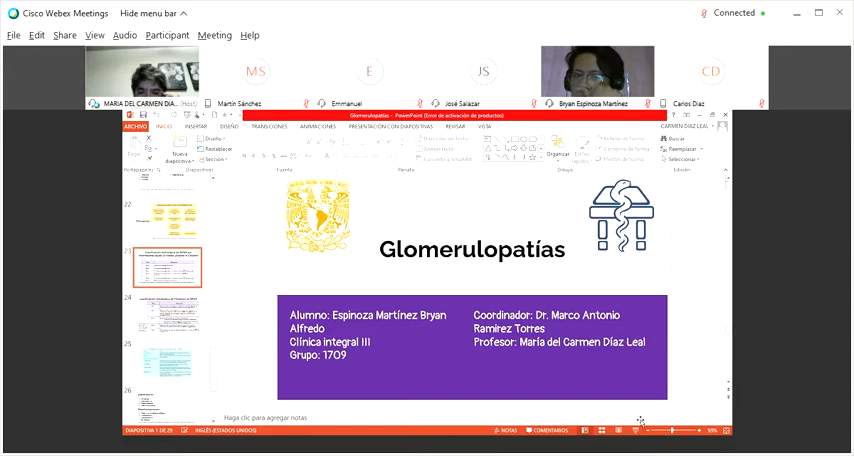 Cisco Webex Meetings
Hide menu bar
Connected
File Edit Share View Audio Participant Meeting Help
MS
E
JS
CD
MARIA DEL CARMEN DIA... (Host)
Martín Sánchez
Emmanuel
José Salazar
Bryan Espinoza Martínez
Carlos Diaz
Glomerulopatías - PowerPoint (Error de activación de productos)
ARCHIVO INICIO INSERTAR DISEÑO TRANSICIONES ANIMACIONES PRESENTACIÓN CON DIAPOSITIVAS REVISAR VISTA
CARMEN DIAZ LEAL
Pegar
Nueva
diapositiva
Diseño
Restablecer
Sección
Organizar
Buscar
Reemplazar
Seleccionar
Portapapeles
Diapositivas
Fuente
Párrafo
Dibujo
Edición
22
23
24
25
26
Glomerulopatías
Alumno: Espinoza Martínez Bryan
Alfredo
Clínica integral III
Grupo: 1709
Coordinador: Dr. Marco Antonio
Ramirez Torres
Profesor: María del Carmen Díaz Leal
Haga clic para agregar notas
DIAPOSITIVA 1 DE 29
INGLÉS (ESTADOS UNIDOS)
NOTAS
COMENTARIOS
93%